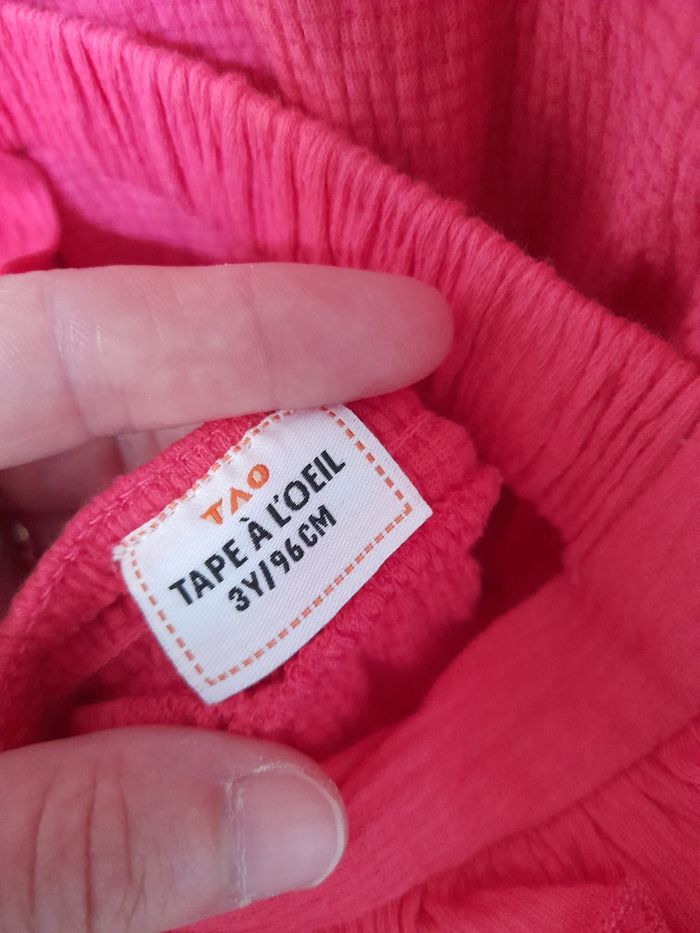 TAO
TAPE À L'OEIL
3Y/96CM